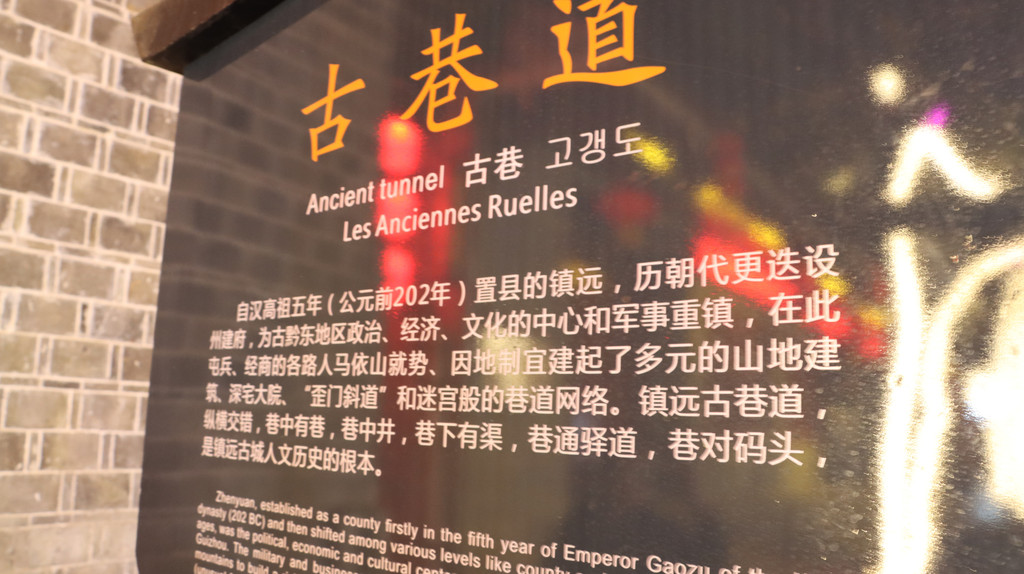 古巷道
Ancient tunnel 古巷 고갱도
Les Anciennes Ruelles
自汉高祖五年（公元前202年）置县的镇远，历朝代更迭设
州建府，为古黔东地区政治、经济、文化的中心和军事重镇，在此
屯兵、经商的各路人马依山就势、因地制宜建起了多元的山地建
筑、深宅大院、“歪门斜道”和迷宫般的巷道网络。镇远古巷道，
纵横交错，巷中有巷，巷中井，巷下有渠，巷通驿道，巷对码头，
是镇远古城人文历史的根本。
Zhenyuan, established as a county firstly in the fifth year of Emperor Gaozu of
dynasty (202 BC) and then shifted among various levels like county
ages, was the political, economic and cultural
Guizhou. The military and
mountains to build